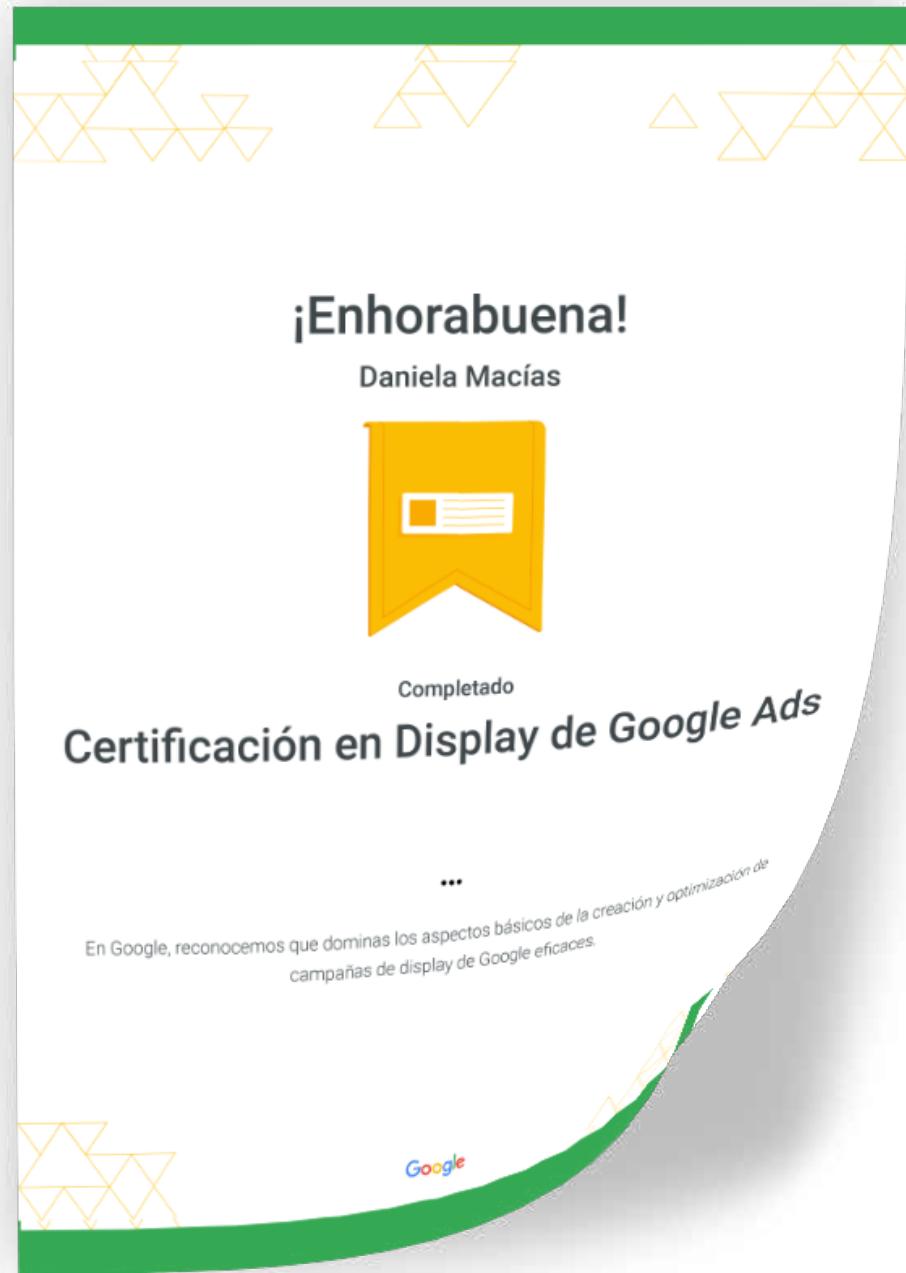 ¡Enhorabuena!
Daniela Macías
Completado
Certificación en Display de Google Ads
...
En Google, reconocemos que dominas los aspectos básicos de la creación y optimización de
campañas de display de Google eficaces.
Google